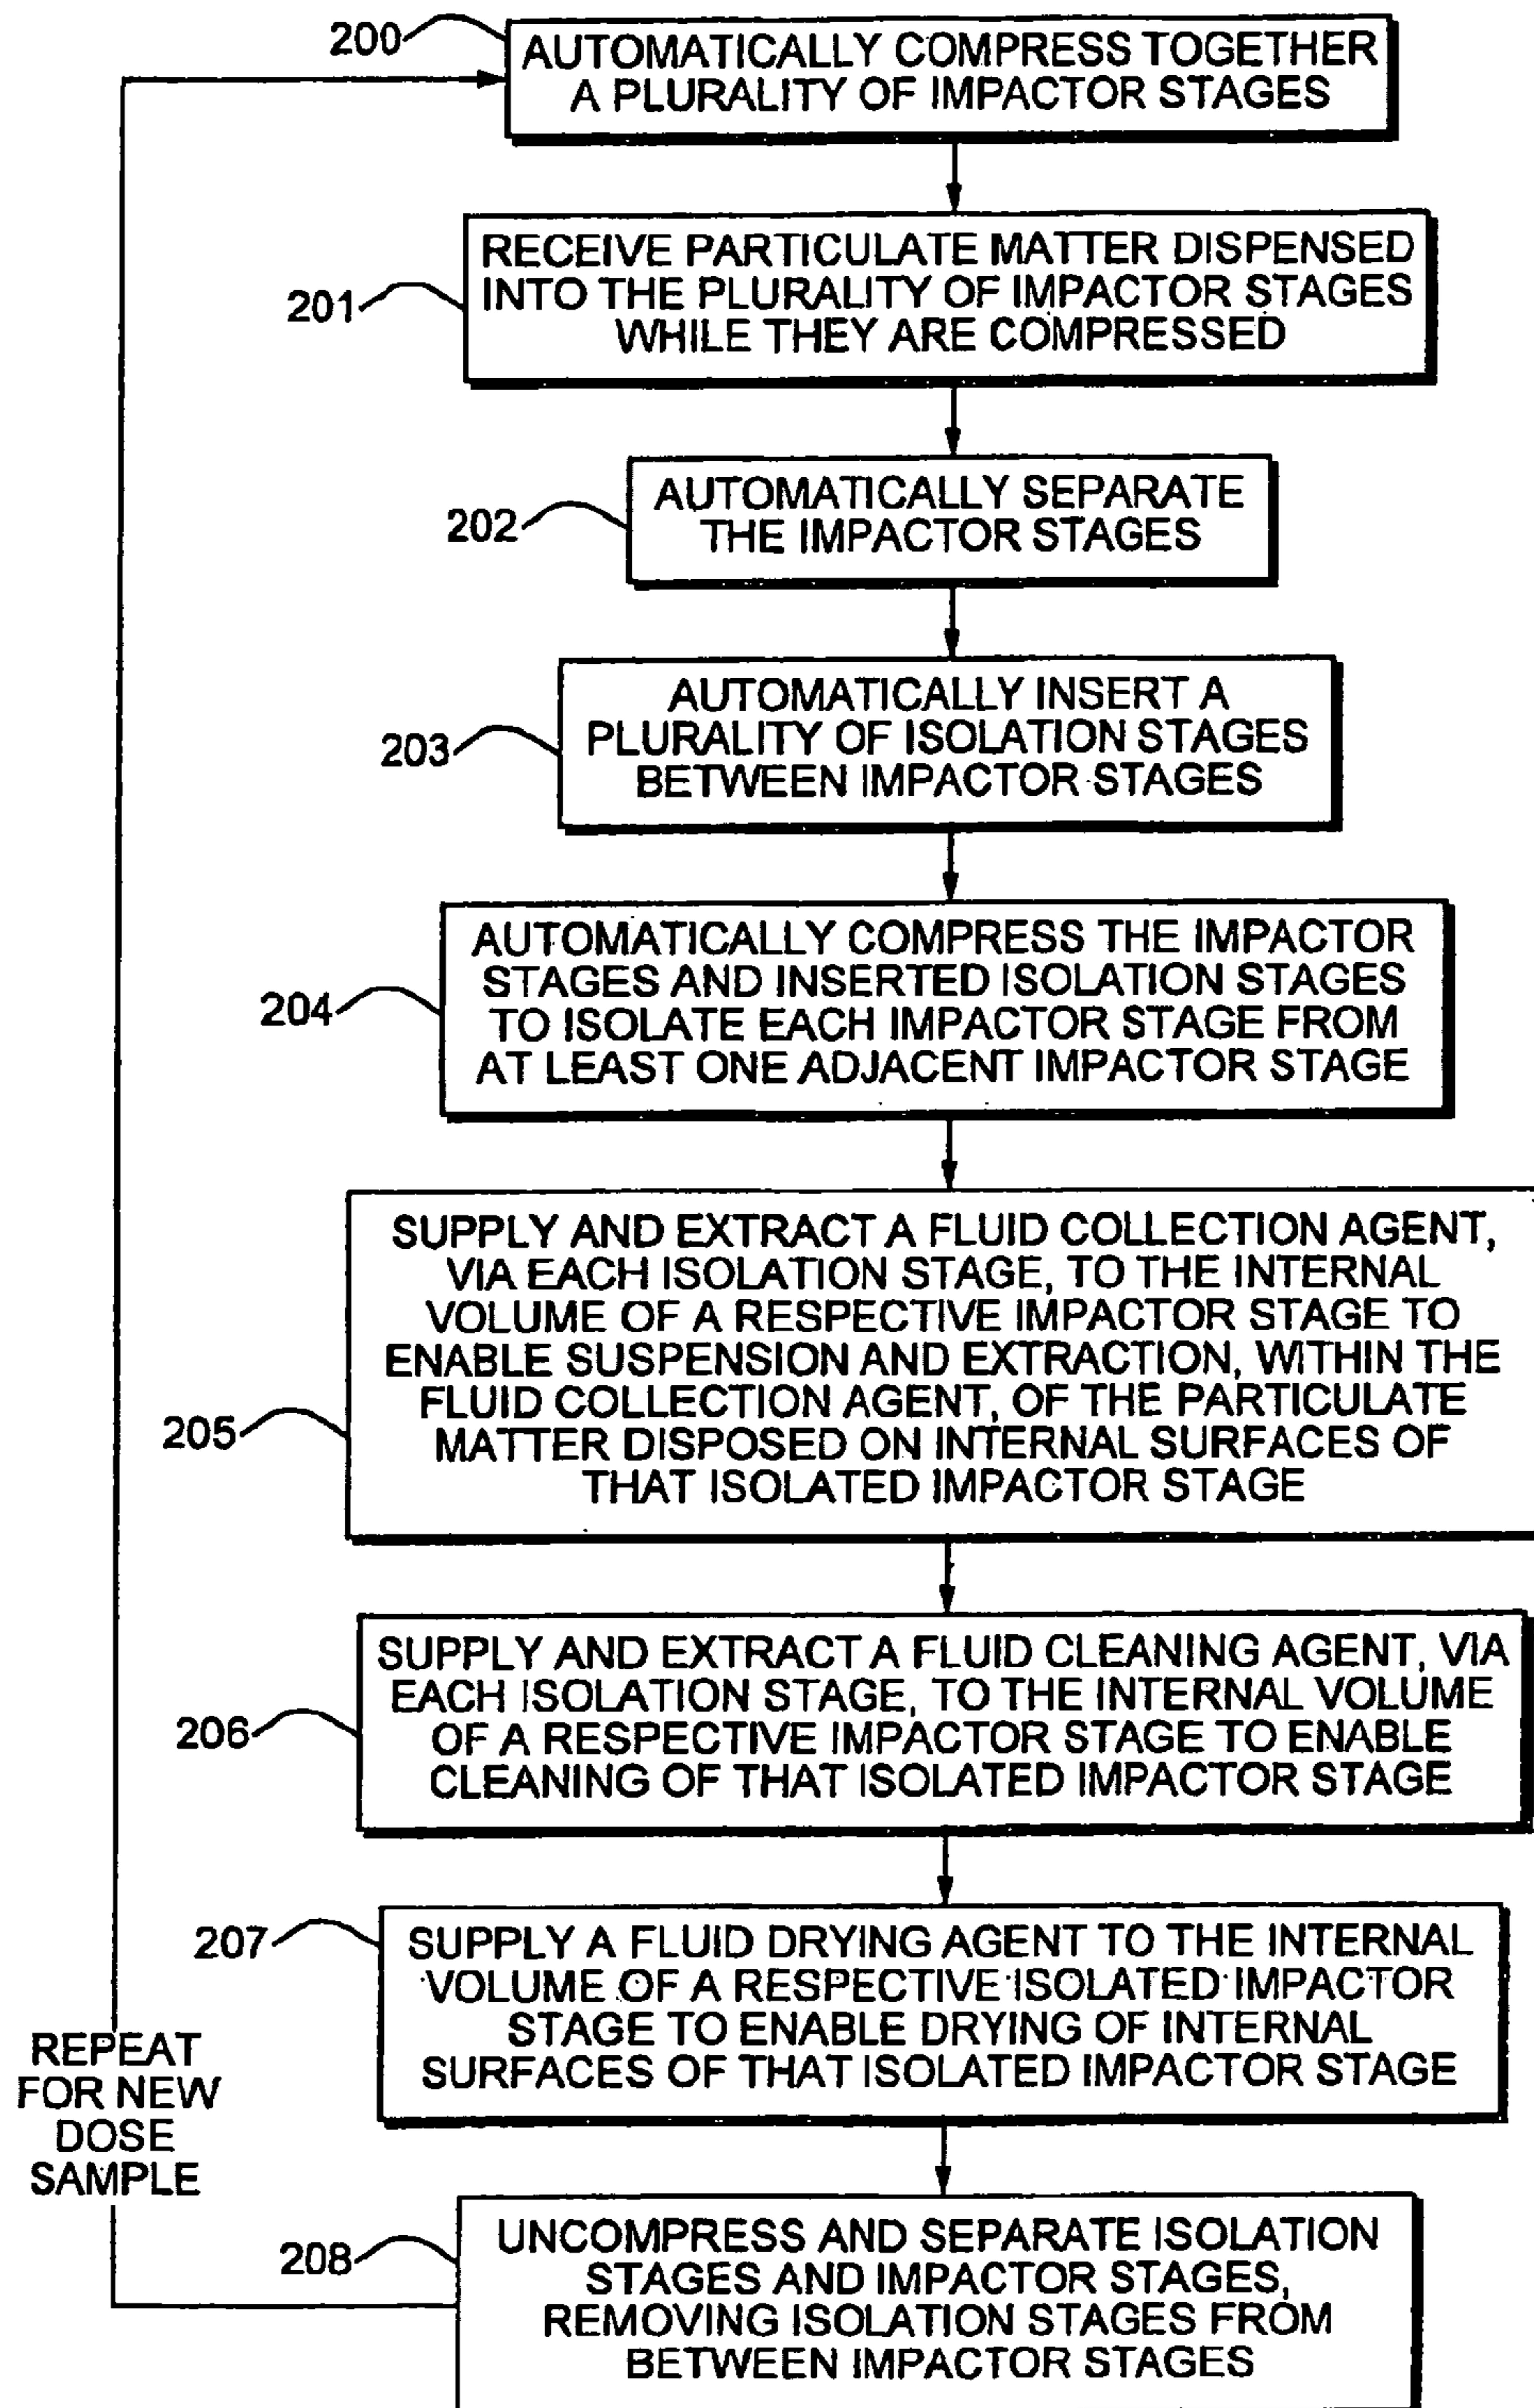 200
AUTOMATICALLY COMPRESS TOGETHER
A PLURALITY OF IMPACTOR STAGES
201
RECEIVE PARTICULATE MATTER DISPENSED
INTO THE PLURALITY OF IMPACTOR STAGES
WHILE THEY ARE COMPRESSED
202
AUTOMATICALLY SEPARATE
THE IMPACTOR STAGES
203
AUTOMATICALLY INSERT A
PLURALITY OF ISOLATION STAGES
BETWEEN IMPACTOR STAGES
204
AUTOMATICALLY COMPRESS THE IMPACTOR
STAGES AND INSERTED ISOLATION STAGES
TO ISOLATE EACH IMPACTOR STAGE FROM
AT LEAST ONE ADJACENT IMPACTOR STAGE
205
SUPPLY AND EXTRACT A FLUID COLLECTION AGENT,
VIA EACH ISOLATION STAGE, TO THE INTERNAL
VOLUME OF A RESPECTIVE IMPACTOR STAGE TO
ENABLE SUSPENSION AND EXTRACTION, WITHIN THE
FLUID COLLECTION AGENT, OF THE PARTICULATE
MATTER DISPOSED ON INTERNAL SURFACES OF
THAT ISOLATED IMPACTOR STAGE
206
SUPPLY AND EXTRACT A FLUID CLEANING AGENT, VIA
EACH ISOLATION STAGE, TO THE INTERNAL VOLUME
OF A RESPECTIVE IMPACTOR STAGE TO ENABLE
CLEANING OF THAT ISOLATED IMPACTOR STAGE
207
SUPPLY A FLUID DRYING AGENT TO THE INTERNAL
VOLUME OF A RESPECTIVE ISOLATED IMPACTOR
STAGE TO ENABLE DRYING OF INTERNAL
SURFACES OF THAT ISOLATED IMPACTOR STAGE
208
UNCOMPRESS AND SEPARATE ISOLATION
STAGES AND IMPACTOR STAGES,
REMOVING ISOLATION STAGES FROM
BETWEEN IMPACTOR STAGES
REPEAT
FOR NEW
DOSE
SAMPLE